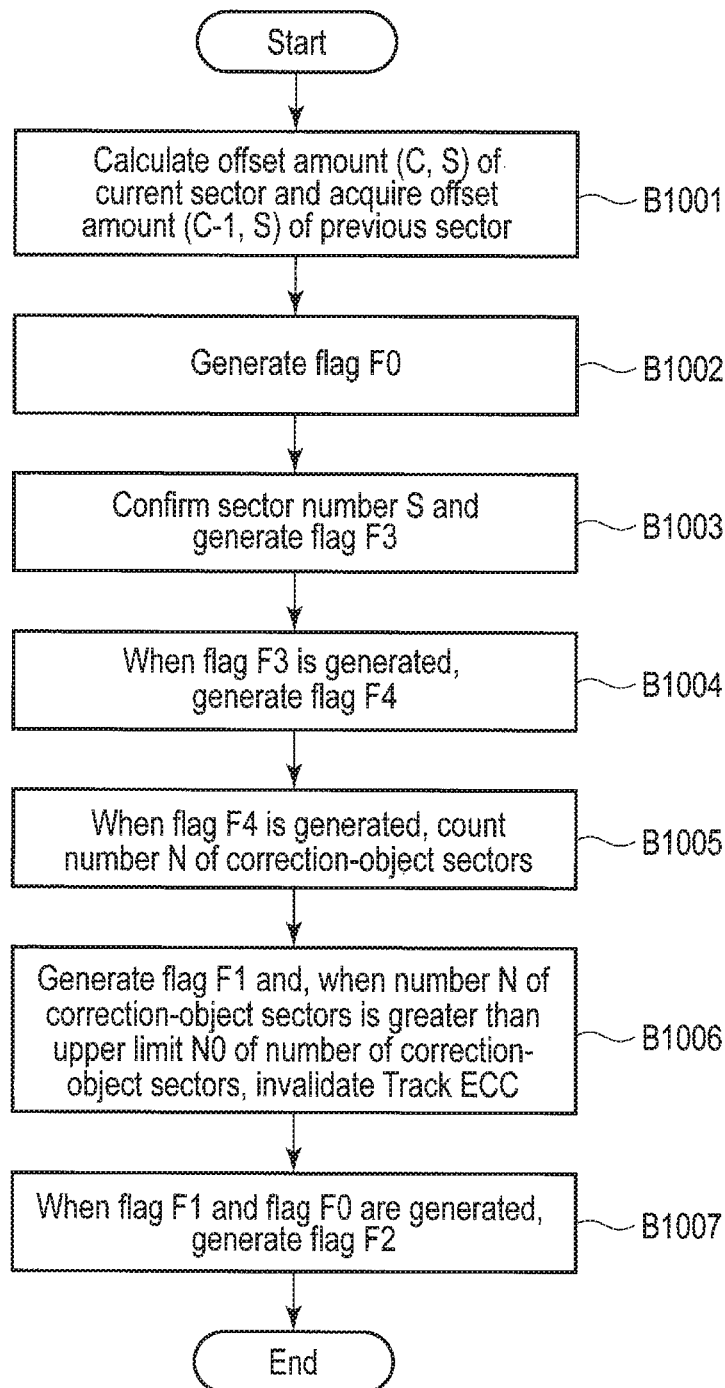 Start
Calculate offset amount (C, S) of
current sector and acquire offset
amount (C-1, S) of previous sector
B1001
Generate flag F0
B1002
Confirm sector number S and
generate flag F3
B1003
When flag F3 is generated,
generate flag F4
B1004
When flag F4 is generated, count
number N of correction-object sectors
B1005
Generate flag F1 and, when number N of
correction-object sectors is greater than
upper limit N0 of number of correction-
object sectors, invalidate Track ECC
B1006
When flag F1 and flag F0 are generated,
generate flag F2
B1007
End